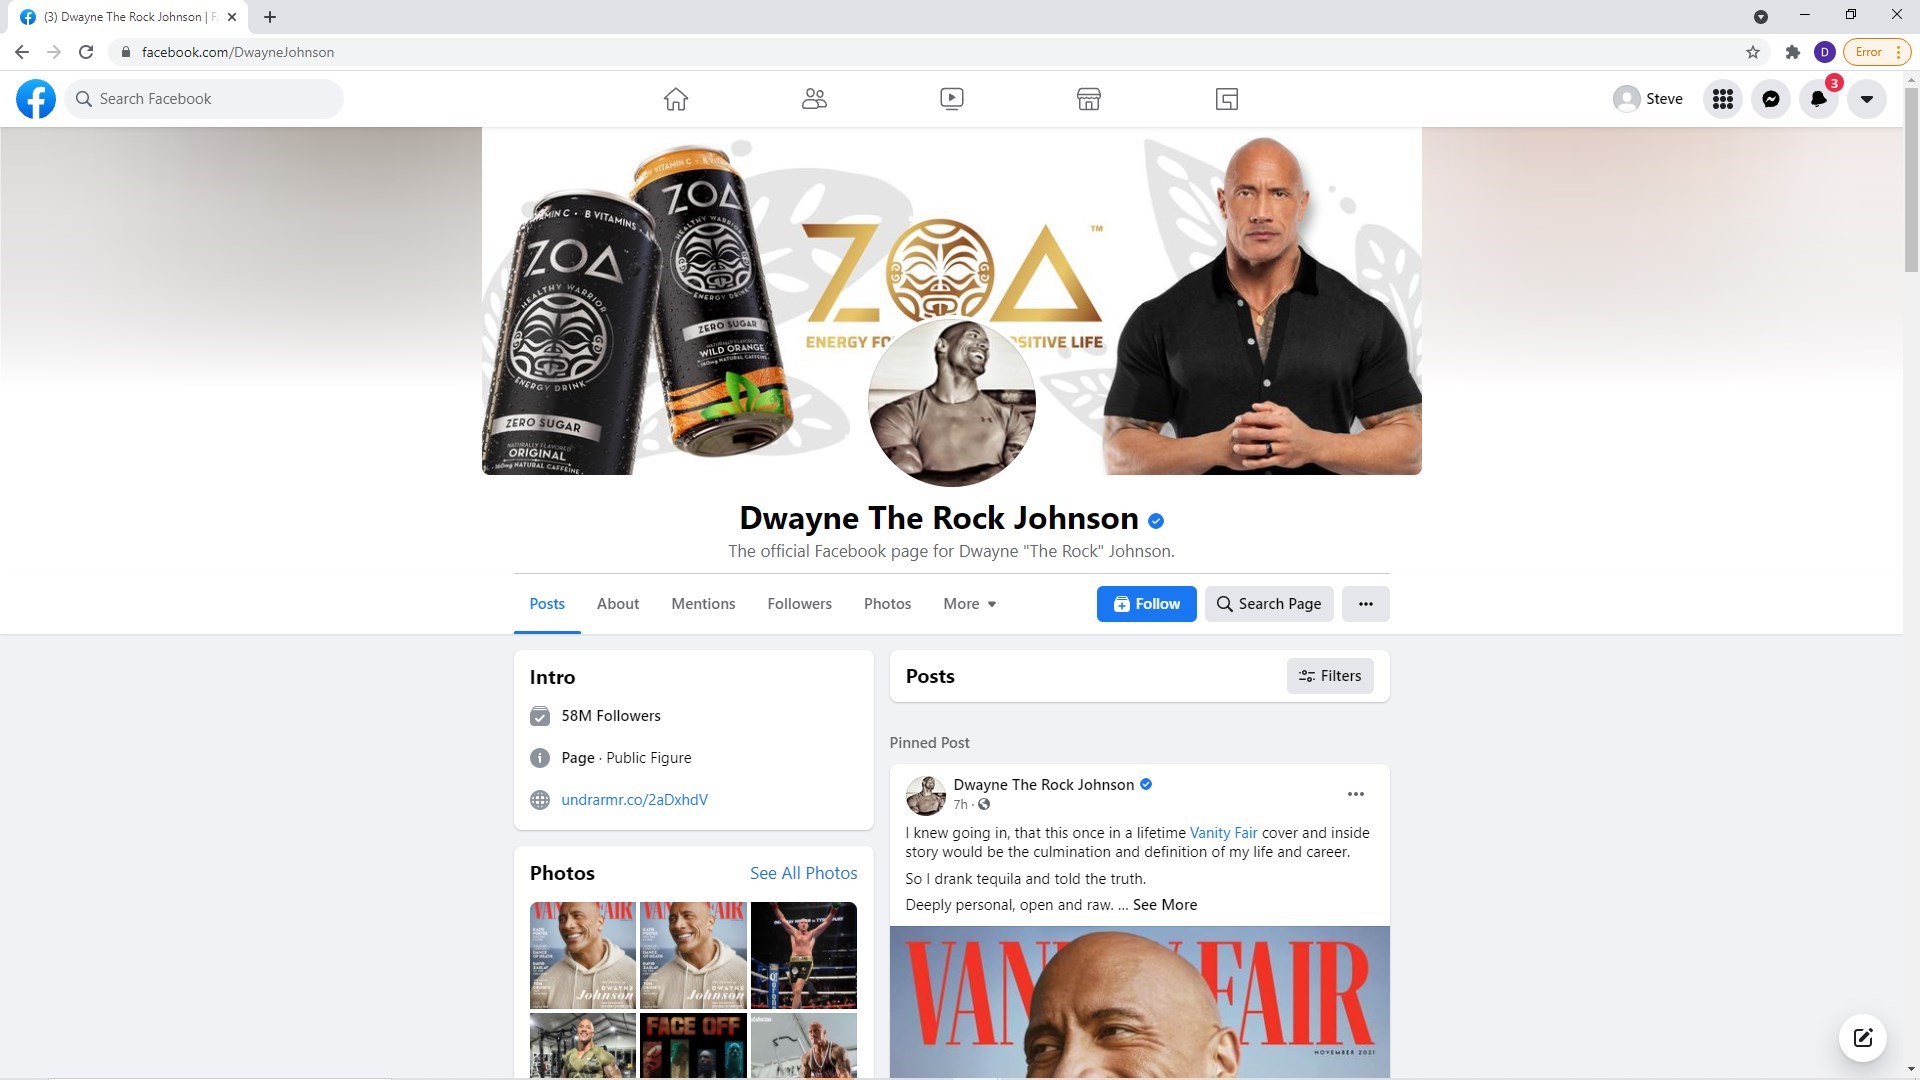 (3) Dwayne The Rock Johnson | F
facebook.com/DwayneJohnson
D
Error
Search Facebook
Steve
3
VITAMIN C • B VIT
ZOA
HEALTHY WARRIOR
ENERGY DRINK
ZERO SUGAR
NATURALLY FLAVORED
WILD ORANGE
160mg NATURAL CAFFEINE
MIN C • B VITAMINS •
ZOA
HEALTHY WARRIOR
ENERGY DRINK
ZERO SUGAR
NATURALLY FLAVORED
ORIGINAL
160mg NATURAL CAFFEINE
ZOA
TM
ENERGY FO
SITIVE LIFE
Dwayne The Rock Johnson
The official Facebook page for Dwayne "The Rock" Johnson.
Posts
About
Mentions
Followers
Photos
More
Follow
Search Page
Intro
58M Followers
Page · Public Figure
undrarmr.co/2aDxhdV
Photos
See All Photos
VANITY FAIR
DWAYNE
Johnson
DWAYNE
Johnson
FACE OFF
Posts
Filters
Pinned Post
Dwayne The Rock Johnson
7h ·
I knew going in, that this once in a lifetime Vanity Fair cover and inside
story would be the culmination and definition of my life and career.
So I drank tequila and told the truth.
Deeply personal, open and raw. ... See More
VAN FAIR
NOVEMBER 2021